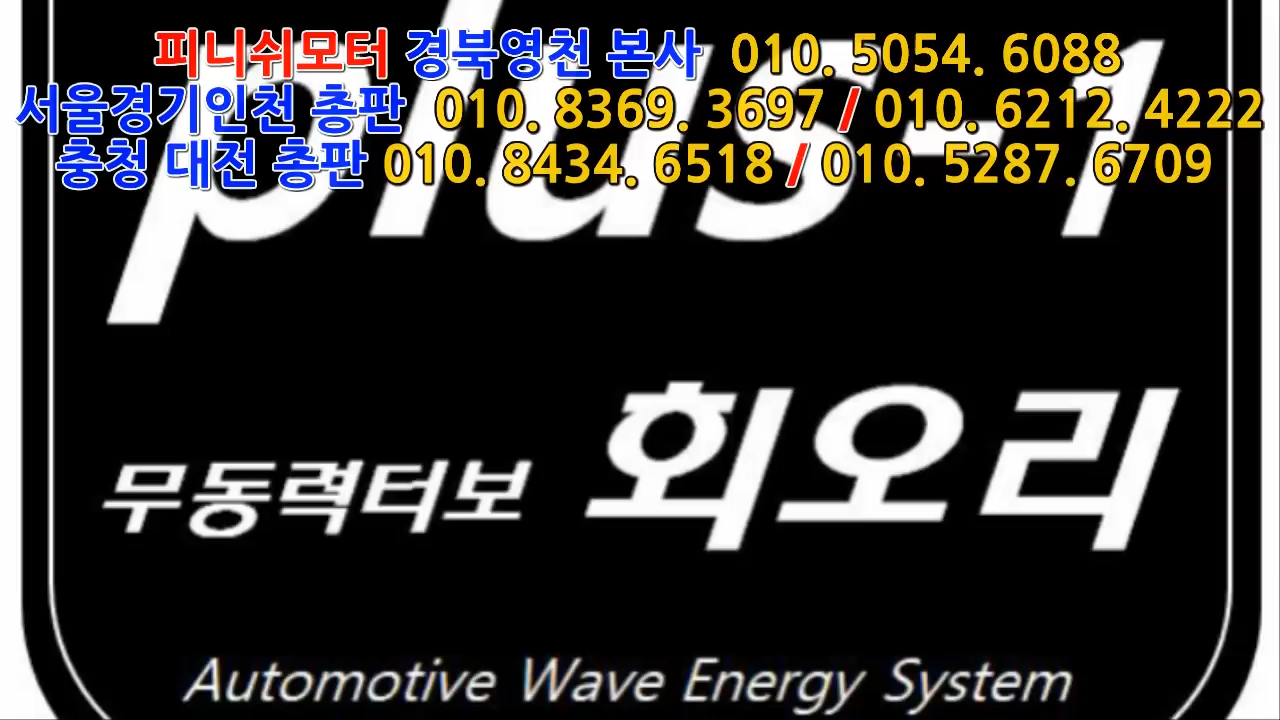 피니쉬모터 경북영천 본사 010. 5054. 6088
서울경기인천 총판 010. 8369. 3697 / 010. 6212. 4222
충청 대전 총판 010. 8434. 6518 / 010. 5287. 6709
plus-1
무동력터보 회오리
Automotive Wave Energy System